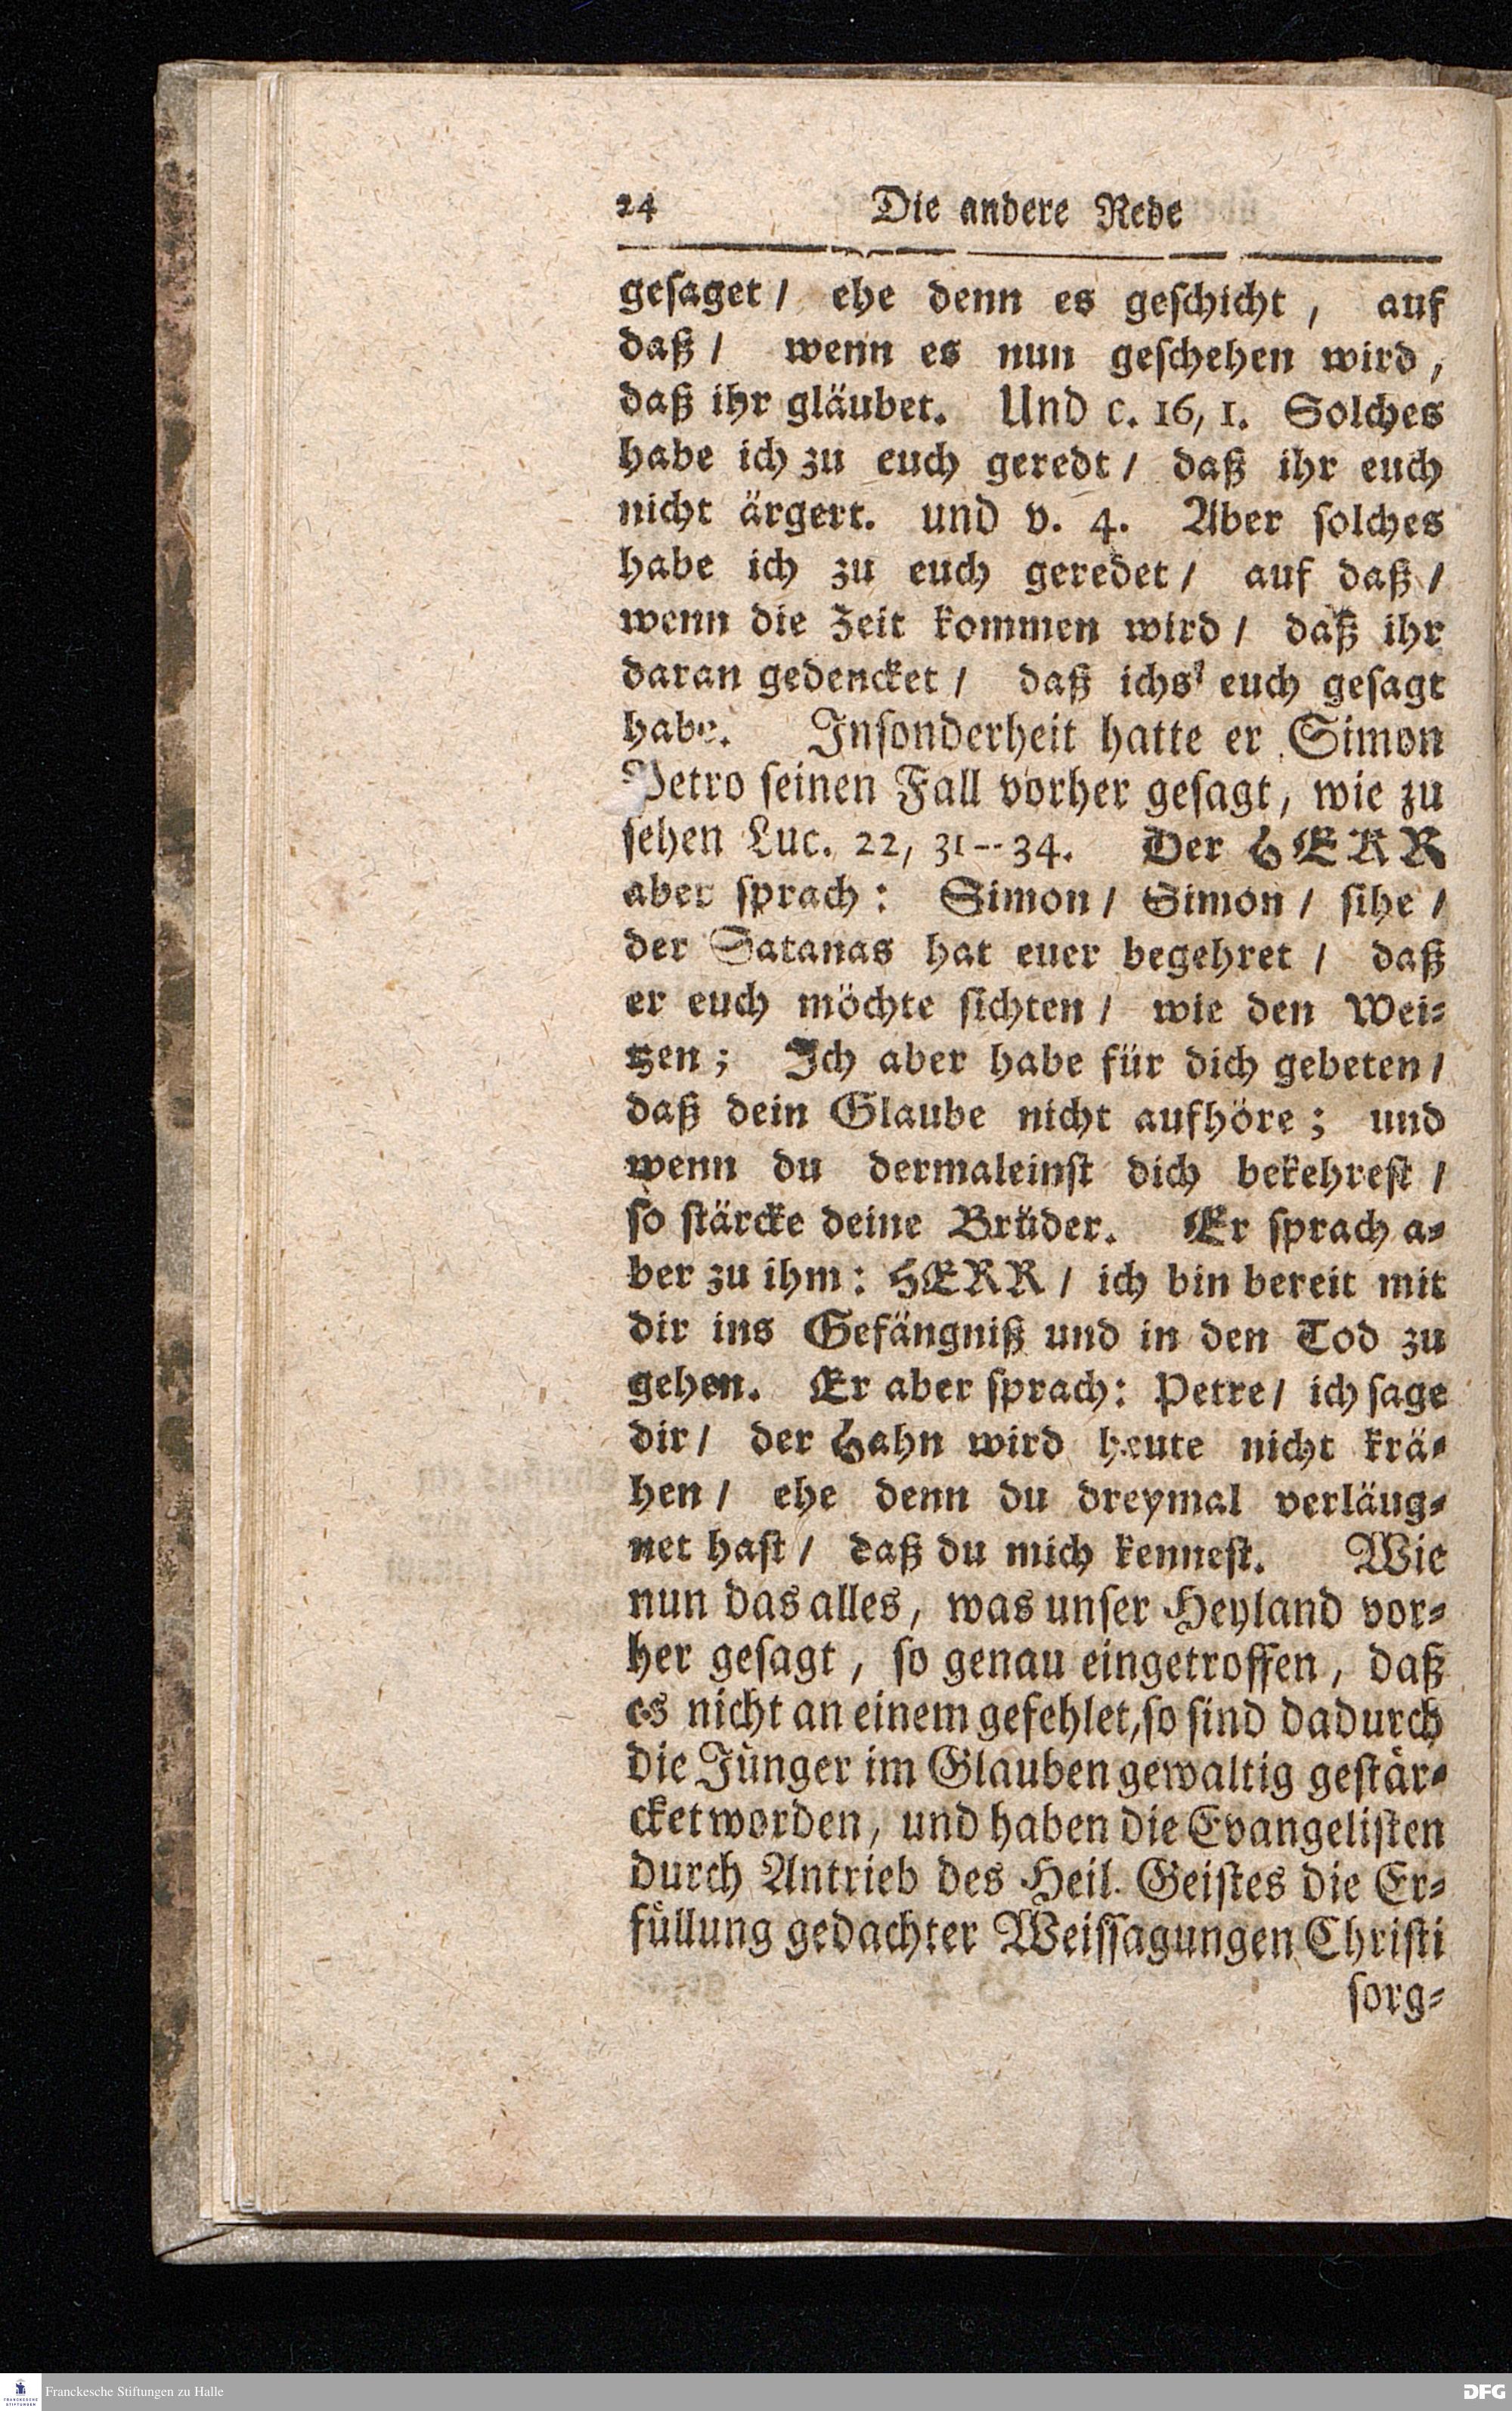 24 Die andere Rede
gesaget / ehe denn es geschicht , auf
daß / wenn es nun geschehen wird ,
daß ihr gläubet. Und c. 16, 1. Solches
habe ich zu euch geredt / daß ihr euch
nicht ärgert. und v. 4. Aber solches
habe ich zu euch geredet / auf daß /
wenn die Zeit kommen wird / daß ihr
daran gedencket / daß ichs euch gesagt
habe. Insonderheit hatte er Simon
Petro seinen Fall vorher gesagt, wie zu
sehen Luc. 22, 31--34. Der HERR
aber sprach: Simon / Simon / sihe /
der Satanas hat euer begehret / daß
er euch möchte sichten / wie den Wei-
tzen; Ich aber habe für dich gebeten /
daß dein Glaube nicht aufhöre; und
wenn du dermaleinst dich bekehrest /
so stärcke deine Brüder. Er sprach a-
ber zu ihm: HERR / ich bin bereit mit
dir ins Gefängniß und in den Tod zu
gehen. Er aber sprach: Petre / ich sage
dir / der Hahn wird heute nicht krä-
hen / ehe denn du dreymal verläug-
net hast / daß du mich kennest. Wie
nun das alles, was unser Heyland vor-
her gesagt, so genau eingetroffen, daß
es nicht an einem gefehlet, so sind dadurch
die Jünger im Glauben gewaltig gestär-
cket worden, und haben die Evangelisten
durch Antrieb des Heil. Geistes die Er-
füllung gedachter Weissagungen Christi
sorg-
Franckesche Stiftungen zu Halle
DFG